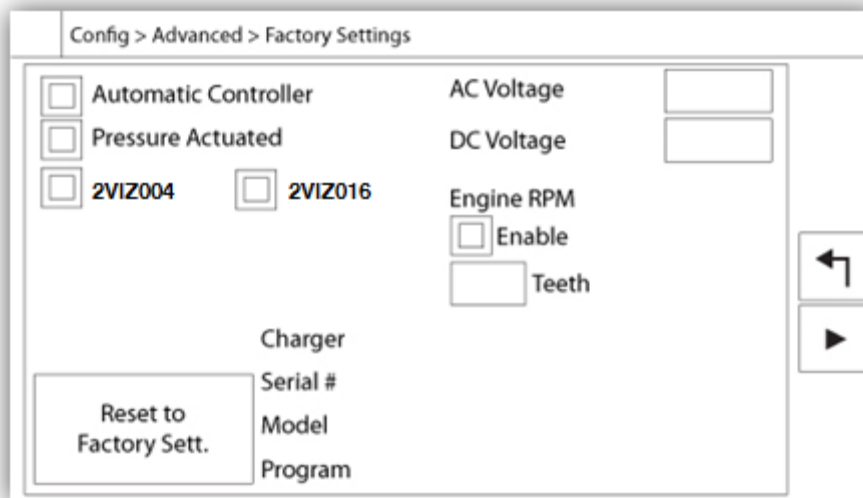 Config > Advanced > Factory Settings
Automatic Controller
Pressure Actuated
2VIZ004 2VIZ016
AC Voltage
DC Voltage
Engine RPM
Enable
Teeth
Charger
Serial #
Model
Program
Reset to
Factory Sett.